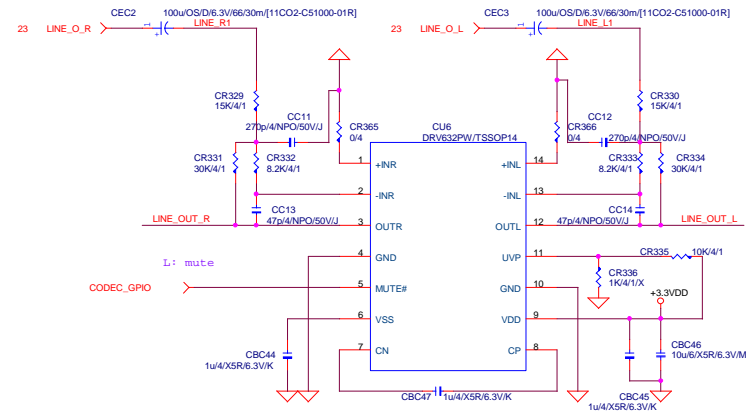 CEC2 100u/OS/D/6.3V/66/30m/[11CO2-C51000-01R]
CEC3 100u/OS/D/6.3V/66/30m/[11CO2-C51000-01R]
23 LINE_O_R
LINE_R1
23 LINE_O_L
LINE_L1
1
+
1
+
CR329
15K/4/1
CR330
15K/4/1
CC11
270p/4/NPO/50V/J
CC12
270p/4/NPO/50V/J
CR365
0/4
CU6
DRV632PW/TSSOP14
CR366
0/4
CR331
30K/4/1
CR332
8.2K/4/1
CR333
8.2K/4/1
CR334
30K/4/1
1 +INR
+INL 14
2 -INR
-INL 13
CC13
47p/4/NPO/50V/J
CC14
47p/4/NPO/50V/J
LINE_OUT_R
3 OUTR
OUTL 12
LINE_OUT_L
4 GND
UVP 11
CR335 10K/4/1
L: mute
CR336
1K/4/1/X
CODEC_GPIO
5 MUTE#
GND 10
+3.3VDD
6 VSS
VDD 9
CBC44
1u/4/X5R/6.3V/K
7 CN
CP 8
CBC46
10u/6/X5R/6.3V/M
CBC47 1u/4/X5R/6.3V/K
CBC45
1u/4/X5R/6.3V/K